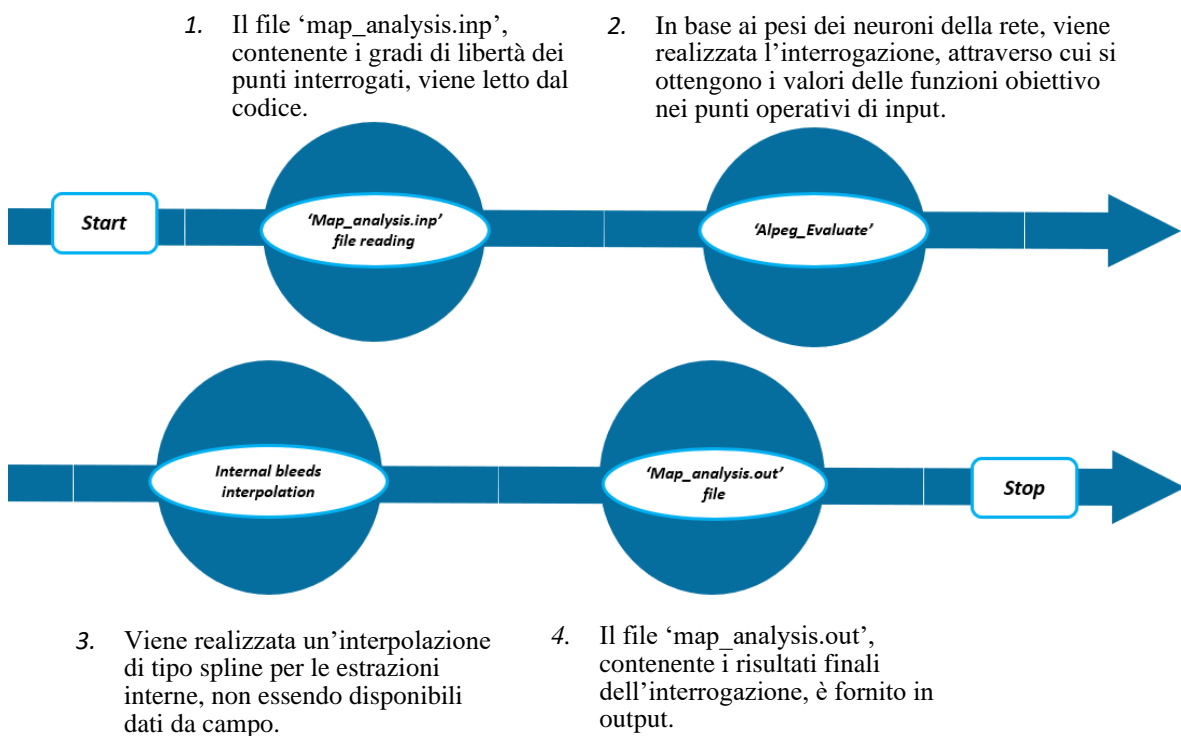 1. Il file ‘map_analysis.inp’,
contenente i gradi di libertà dei
punti interrogati, viene letto dal
codice.
2. In base ai pesi dei neuroni della rete, viene
realizzata l’interrogazione, attraverso cui si
ottengono i valori delle funzioni obiettivo
nei punti operativi di input.
Start
‘Map_analysis.inp’
file reading
‘Alpeg_Evaluate’
Internal bleeds
interpolation
‘Map_analysis.out’
file
Stop
3. Viene realizzata un’interpolazione
di tipo spline per le estrazioni
interne, non essendo disponibili
dati da campo.
4. Il file ‘map_analysis.out’,
contenente i risultati finali
dell’interrogazione, è fornito in
output.